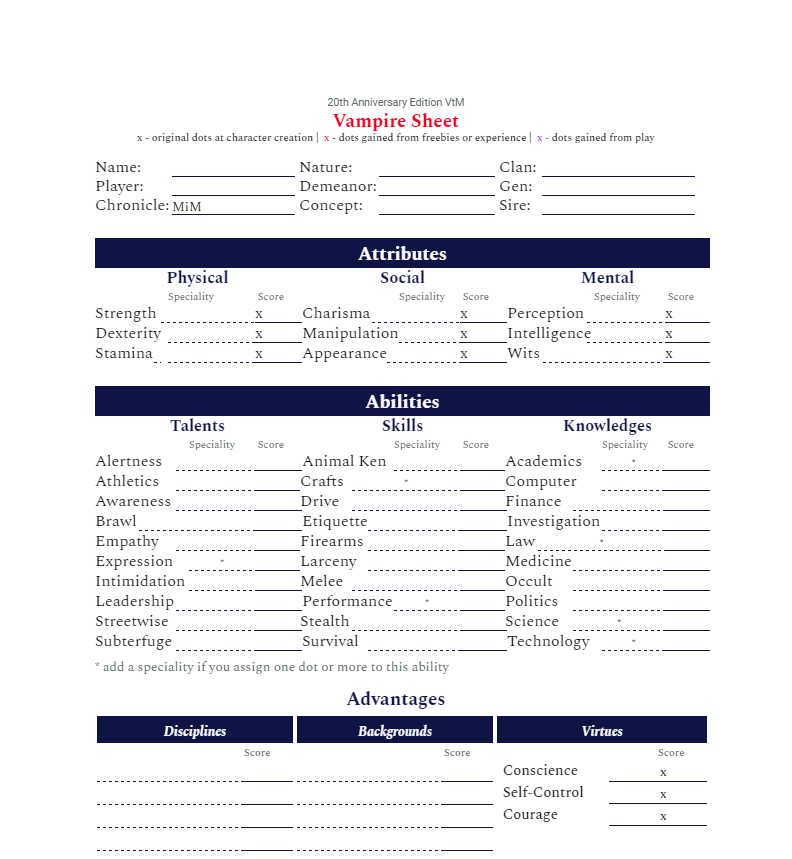 20th Anniversary Edition VtM
Vampire Sheet
x - original dots at character creation | x - dots gained from freebies or experience | x - dots gained from play
Name: Nature: Clan:
Player: Demeanor: Gen:
Chronicle: MiM Concept: Sire:
Attributes
Physical Social Mental
Speciality Score Speciality Score Speciality Score
Strength x Charisma x Perception x
Dexterity x Manipulation x Intelligence x
Stamina x Appearance x Wits x
Abilities
Talents Skills Knowledges
Speciality Score Speciality Score Speciality Score
Alertness Animal Ken Academics *
Athletics Crafts * Computer
Awareness Drive Finance
Brawl Etiquette Investigation
Empathy Firearms Law *
Expression * Larceny Medicine
Intimidation Melee Occult
Leadership Performance * Politics
Streetwise Stealth Science *
Subterfuge Survival Technology *
* add a speciality if you assign one dot or more to this ability
Advantages
Disciplines Backgrounds Virtues
Score Score Score
Conscience x
Self-Control x
Courage x